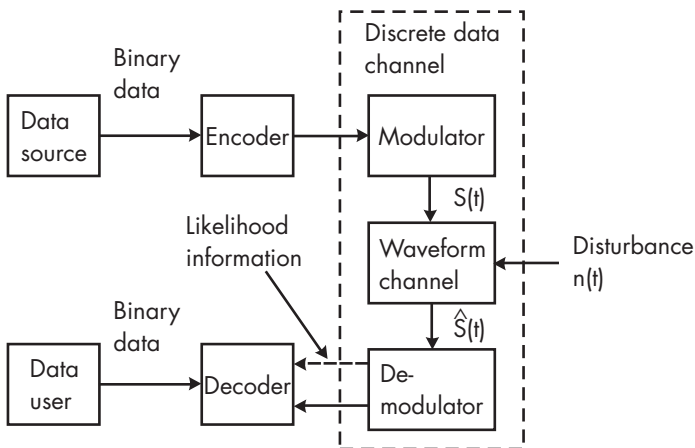 Discrete data
channel
Binary
data
Data
source
Encoder
Modulator
S(t)
Likelihood
information
Waveform
channel
Disturbance
n(t)
Binary
data
Ŝ(t)
Data
user
Decoder
De-
modulator